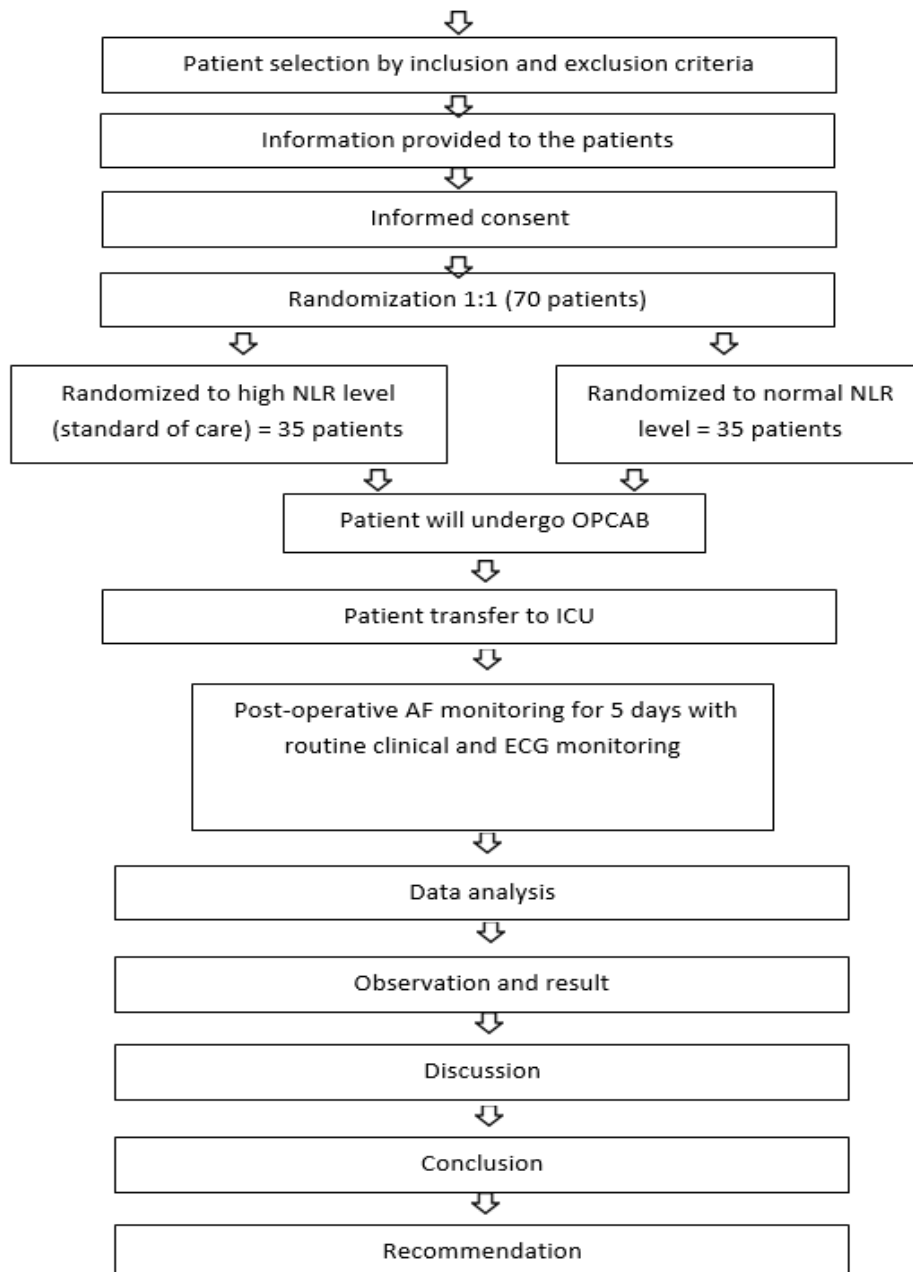 Patient selection by inclusion and exclusion criteria
Information provided to the patients
Informed consent
Randomization 1:1 (70 patients)
Randomized to high NLR level
(standard of care) = 35 patients
Randomized to normal NLR
level = 35 patients
Patient will undergo OPCAB
Patient transfer to ICU
Post-operative AF monitoring for 5 days with
routine clinical and ECG monitoring
Data analysis
Observation and result
Discussion
Conclusion
Recommendation